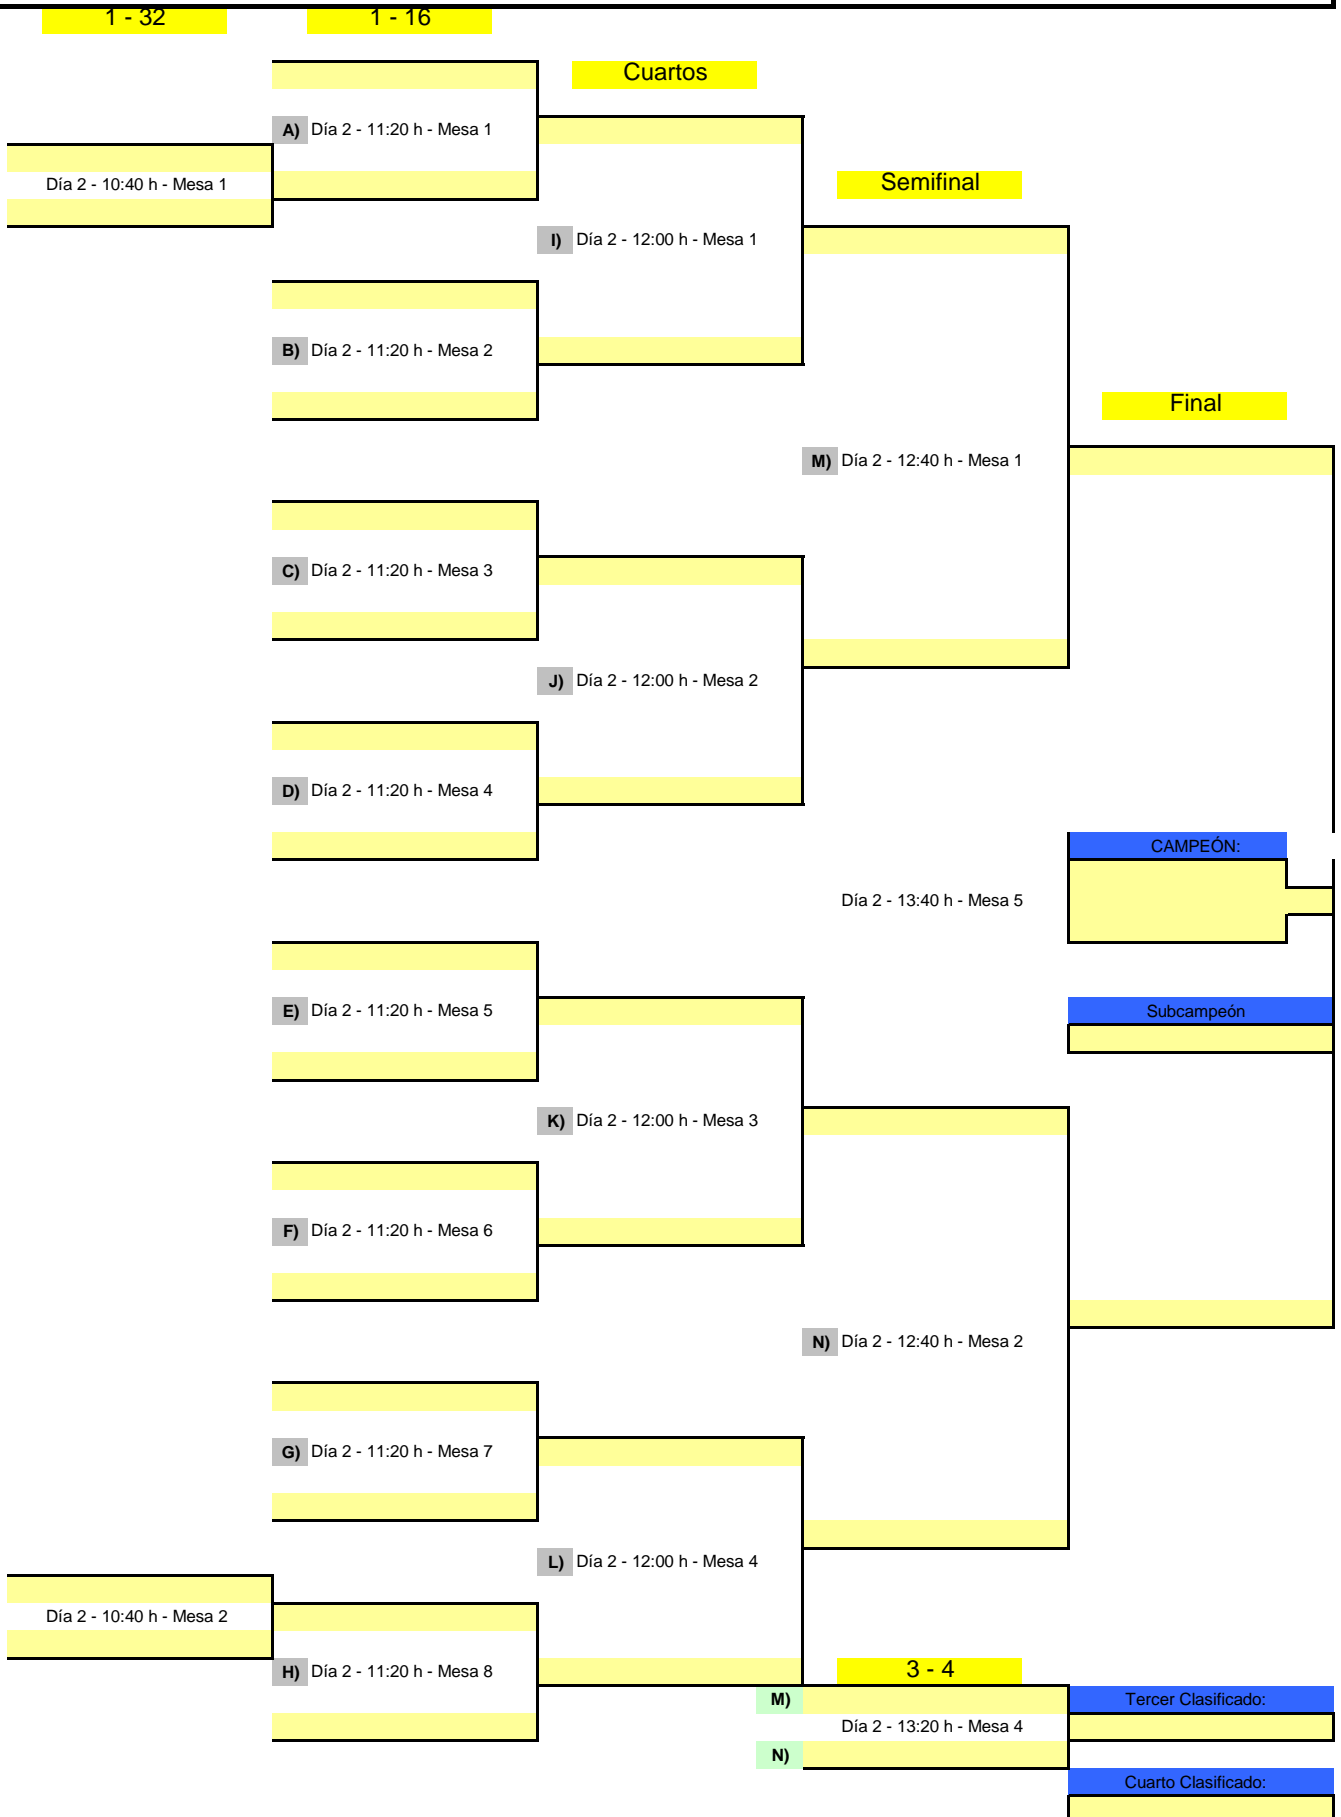 1 - 32
1 - 16
Cuartos
A) Día 2 - 11:20 h - Mesa 1
Día 2 - 10:40 h - Mesa 1
Semifinal
I) Día 2 - 12:00 h - Mesa 1
B) Día 2 - 11:20 h - Mesa 2
Final
M) Día 2 - 12:40 h - Mesa 1
C) Día 2 - 11:20 h - Mesa 3
J) Día 2 - 12:00 h - Mesa 2
D) Día 2 - 11:20 h - Mesa 4
CAMPEÓN:
Día 2 - 13:40 h - Mesa 5
E) Día 2 - 11:20 h - Mesa 5
Subcampeón
K) Día 2 - 12:00 h - Mesa 3
F) Día 2 - 11:20 h - Mesa 6
N) Día 2 - 12:40 h - Mesa 2
G) Día 2 - 11:20 h - Mesa 7
L) Día 2 - 12:00 h - Mesa 4
Día 2 - 10:40 h - Mesa 2
H) Día 2 - 11:20 h - Mesa 8
3 - 4
M)
Tercer Clasificado:
Día 2 - 13:20 h - Mesa 4
N)
Cuarto Clasificado: